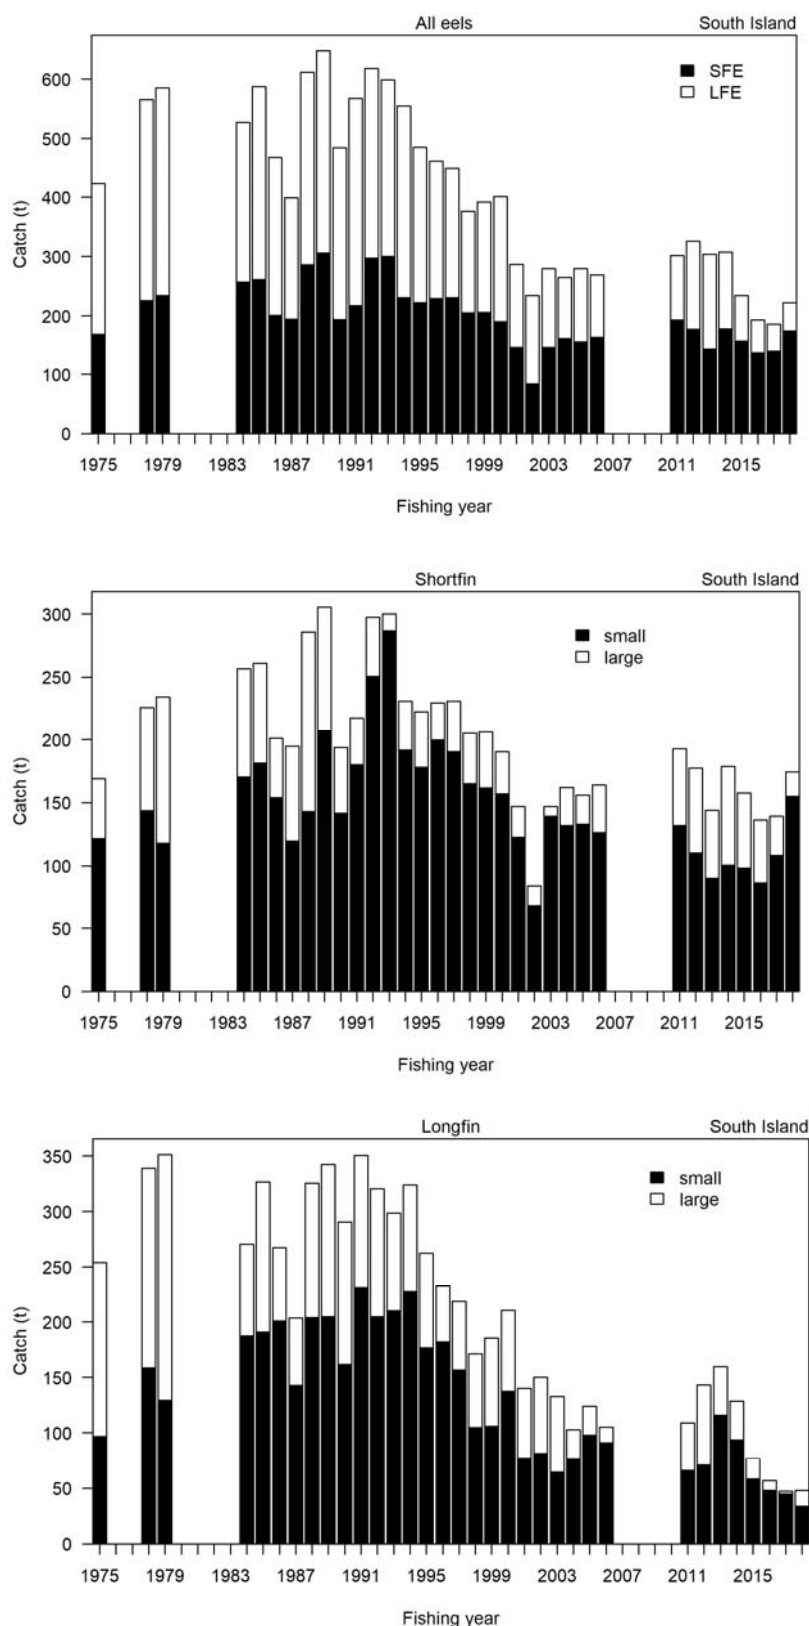 All eels South Island
600
500
400
300
200
100
0
Catch (t)
SFE
LFE
1975 1979 1983 1987 1991 1995 1999 2003 2007 2011 2015
Fishing year
Shortfin South Island
300
250
200
150
100
50
0
Catch (t)
small
large
1975 1979 1983 1987 1991 1995 1999 2003 2007 2011 2015
Fishing year
Longfin South Island
350
300
250
200
150
100
50
0
Catch (t)
small
large
1975 1979 1983 1987 1991 1995 1999 2003 2007 2011 2015
Fishing year